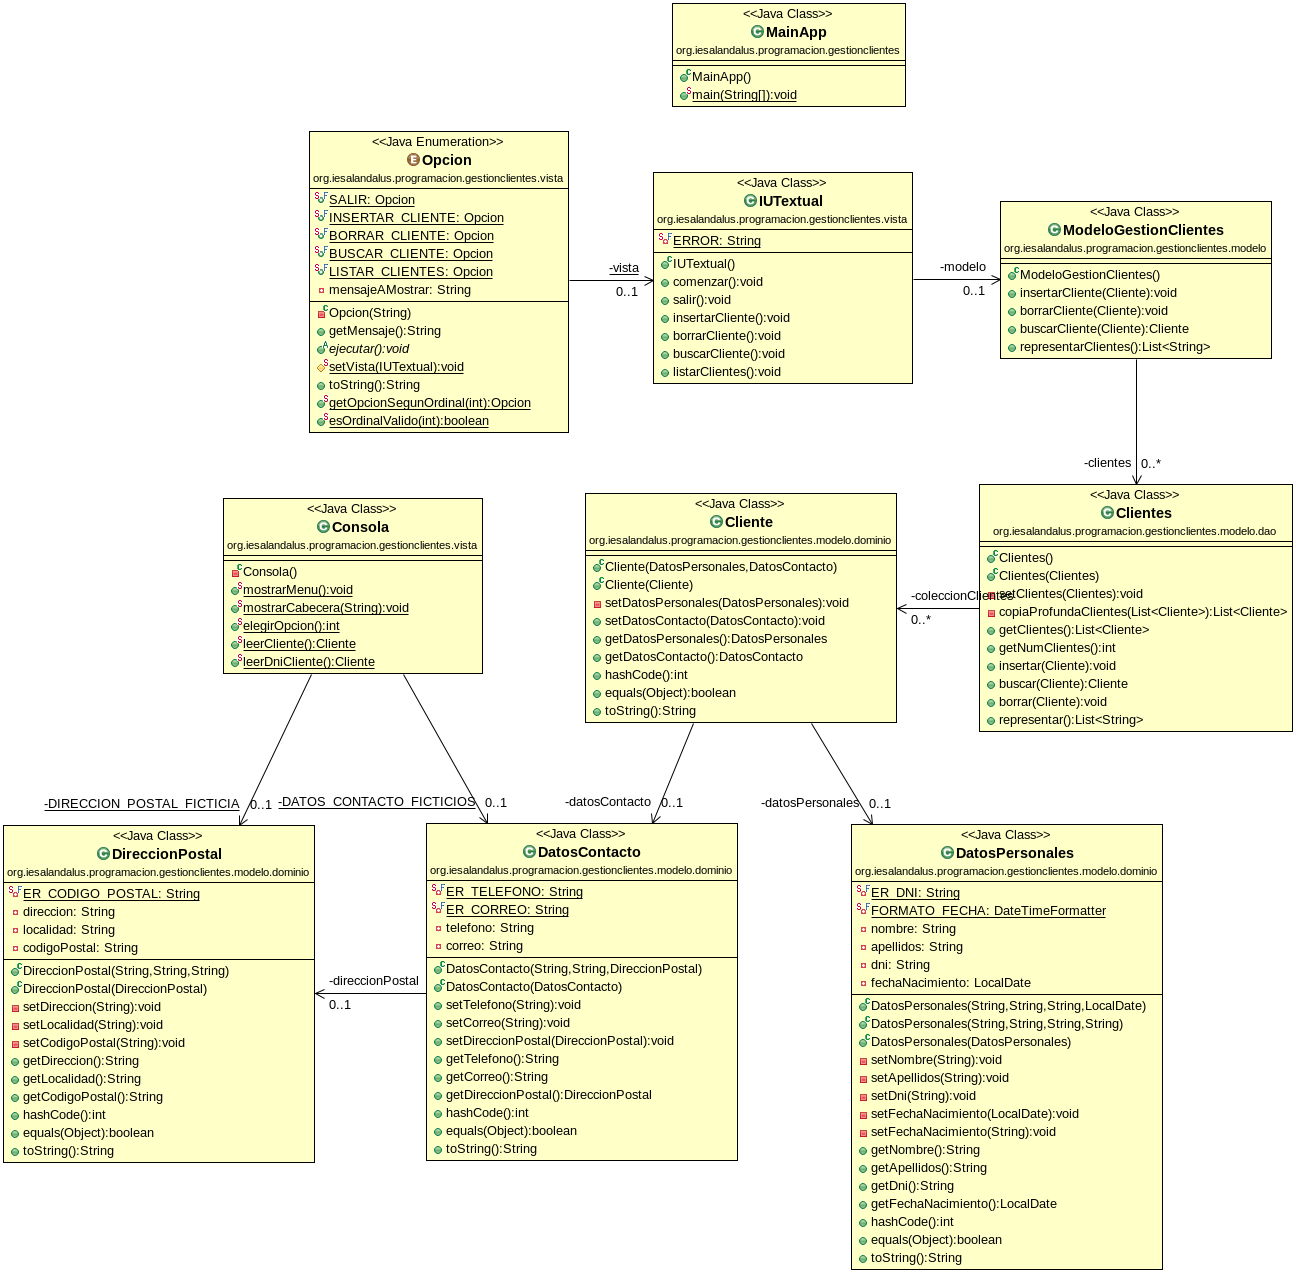 <<Java Class>>
MainApp
org.iesalandalus.programacion.gestionclientes
MainApp()
main(String[]):void
<<Java Enumeration>>
Opcion
org.iesalandalus.programacion.gestionclientes.vista
SALIR: Opcion
INSERTAR_CLIENTE: Opcion
BORRAR_CLIENTE: Opcion
BUSCAR_CLIENTE: Opcion
LISTAR_CLIENTES: Opcion
mensajeAMostrar: String
Opcion(String)
getMensaje():String
ejecutar():void
setVista(IUTextual):void
toString():String
getOpcionSegunOrdinal(int):Opcion
esOrdinalValido(int):boolean
-vista
0..1
<<Java Class>>
IUTextual
org.iesalandalus.programacion.gestionclientes.vista
ERROR: String
IUTextual()
comenzar():void
salir():void
insertarCliente():void
borrarCliente():void
buscarCliente():void
listarClientes():void
-modelo
0..1
<<Java Class>>
ModeloGestionClientes
org.iesalandalus.programacion.gestionclientes.modelo
ModeloGestionClientes()
insertarCliente(Cliente):void
borrarCliente(Cliente):void
buscarCliente(Cliente):Cliente
representarClientes():List<String>
-clientes
0..*
<<Java Class>>
Consola
org.iesalandalus.programacion.gestionclientes.vista
Consola()
mostrarMenu():void
mostrarCabecera(String):void
elegirOpcion():int
leerCliente():Cliente
leerDniCliente():Cliente
<<Java Class>>
Cliente
org.iesalandalus.programacion.gestionclientes.modelo.dominio
Cliente(DatosPersonales,DatosContacto)
Cliente(Cliente)
setDatosPersonales(DatosPersonales):void
setDatosContacto(DatosContacto):void
getDatosPersonales():DatosPersonales
getDatosContacto():DatosContacto
hashCode():int
equals(Object):boolean
toString():String
-coleccionClientes
0..*
<<Java Class>>
Clientes
org.iesalandalus.programacion.gestionclientes.modelo.dao
Clientes()
Clientes(Clientes)
setClientes(Clientes):void
copiaProfundaClientes(List<Cliente>):List<Cliente>
getClientes():List<Cliente>
getNumClientes():int
insertar(Cliente):void
buscar(Cliente):Cliente
borrar(Cliente):void
representar():List<String>
-DIRECCION_POSTAL_FICTICIA
0..1
-DATOS_CONTACTO_FICTICIOS
0..1
-datosContacto
0..1
-datosPersonales
0..1
<<Java Class>>
DireccionPostal
org.iesalandalus.programacion.gestionclientes.modelo.dominio
ER_CODIGO_POSTAL: String
direccion: String
localidad: String
codigoPostal: String
DireccionPostal(String,String,String)
DireccionPostal(DireccionPostal)
setDireccion(String):void
setLocalidad(String):void
setCodigoPostal(String):void
getDireccion():String
getLocalidad():String
getCodigoPostal():String
hashCode():int
equals(Object):boolean
toString():String
-direccionPostal
0..1
<<Java Class>>
DatosContacto
org.iesalandalus.programacion.gestionclientes.modelo.dominio
ER_TELEFONO: String
ER_CORREO: String
telefono: String
correo: String
DatosContacto(String,String,DireccionPostal)
DatosContacto(DatosContacto)
setTelefono(String):void
setCorreo(String):void
setDireccionPostal(DireccionPostal):void
getTelefono():String
getCorreo():String
getDireccionPostal():DireccionPostal
hashCode():int
equals(Object):boolean
toString():String
<<Java Class>>
DatosPersonales
org.iesalandalus.programacion.gestionclientes.modelo.dominio
ER_DNI: String
FORMATO_FECHA: DateTimeFormatter
nombre: String
apellidos: String
dni: String
fechaNacimiento: LocalDate
DatosPersonales(String,String,String,LocalDate)
DatosPersonales(String,String,String,String)
DatosPersonales(DatosPersonales)
setNombre(String):void
setApellidos(String):void
setDni(String):void
setFechaNacimiento(LocalDate):void
setFechaNacimiento(String):void
getNombre():String
getApellidos():String
getDni():String
getFechaNacimiento():LocalDate
hashCode():int
equals(Object):boolean
toString():String